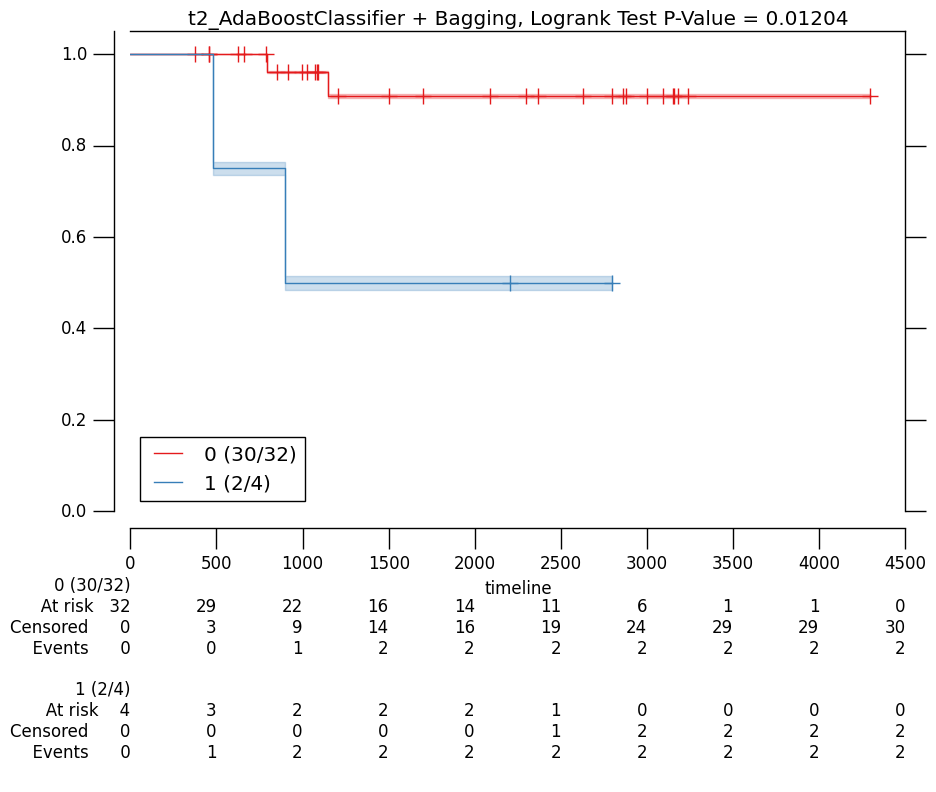 t2_AdaBoostClassifier + Bagging, Logrank Test P-Value = 0.01204
1.0
0.8
0.6
0.4
0.2
0.0
0 (30/32)
1 (2/4)
0 500 1000 1500 2000 2500 3000 3500 4000 4500
timeline
0 (30/32)
At risk 32 29 22 16 14 11 6 1 1 0
Censored 0 3 9 14 16 19 24 29 29 30
Events 0 0 1 2 2 2 2 2 2 2
1 (2/4)
At risk 4 3 2 2 2 1 0 0 0 0
Censored 0 0 0 0 0 1 2 2 2 2
Events 0 1 2 2 2 2 2 2 2 2